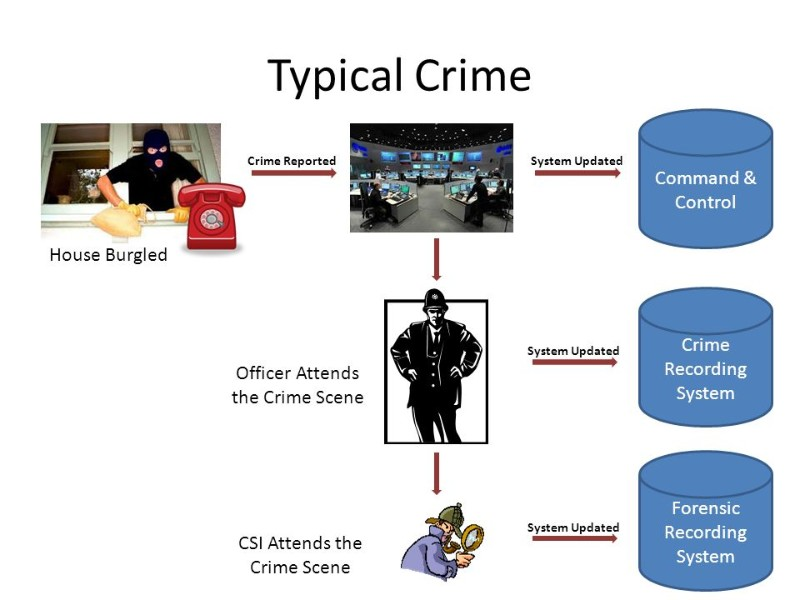 Typical Crime
Crime Reported
System Updated
Command &
Control
House Burgled
Officer Attends
the Crime Scene
System Updated
Crime
Recording
System
CSI Attends the
Crime Scene
System Updated
Forensic
Recording
System